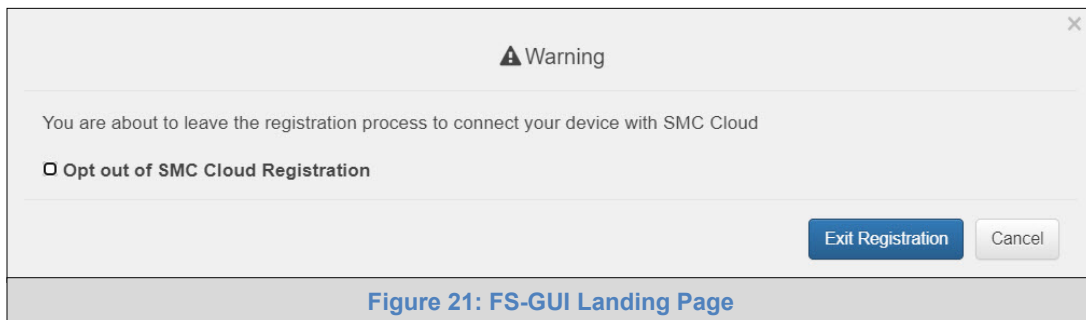 Warning
You are about to leave the registration process to connect your device with SMC Cloud
Opt out of SMC Cloud Registration
Exit Registration Cancel
Figure 21: FS-GUI Landing Page